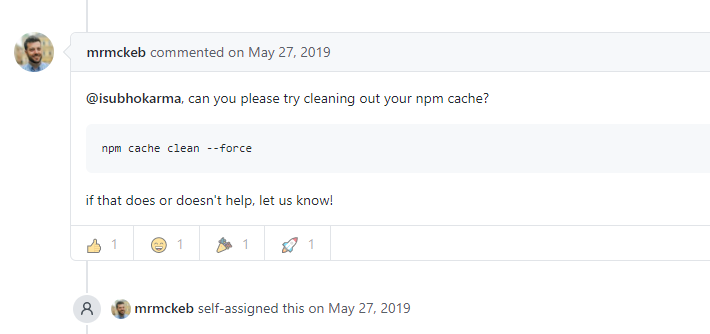 mrmckeb commented on May 27, 2019
@isubhokarma, can you please try cleaning out your npm cache?
npm cache clean --force
if that does or doesn't help, let us know!
1 1 1 1
mrmckeb self-assigned this on May 27, 2019